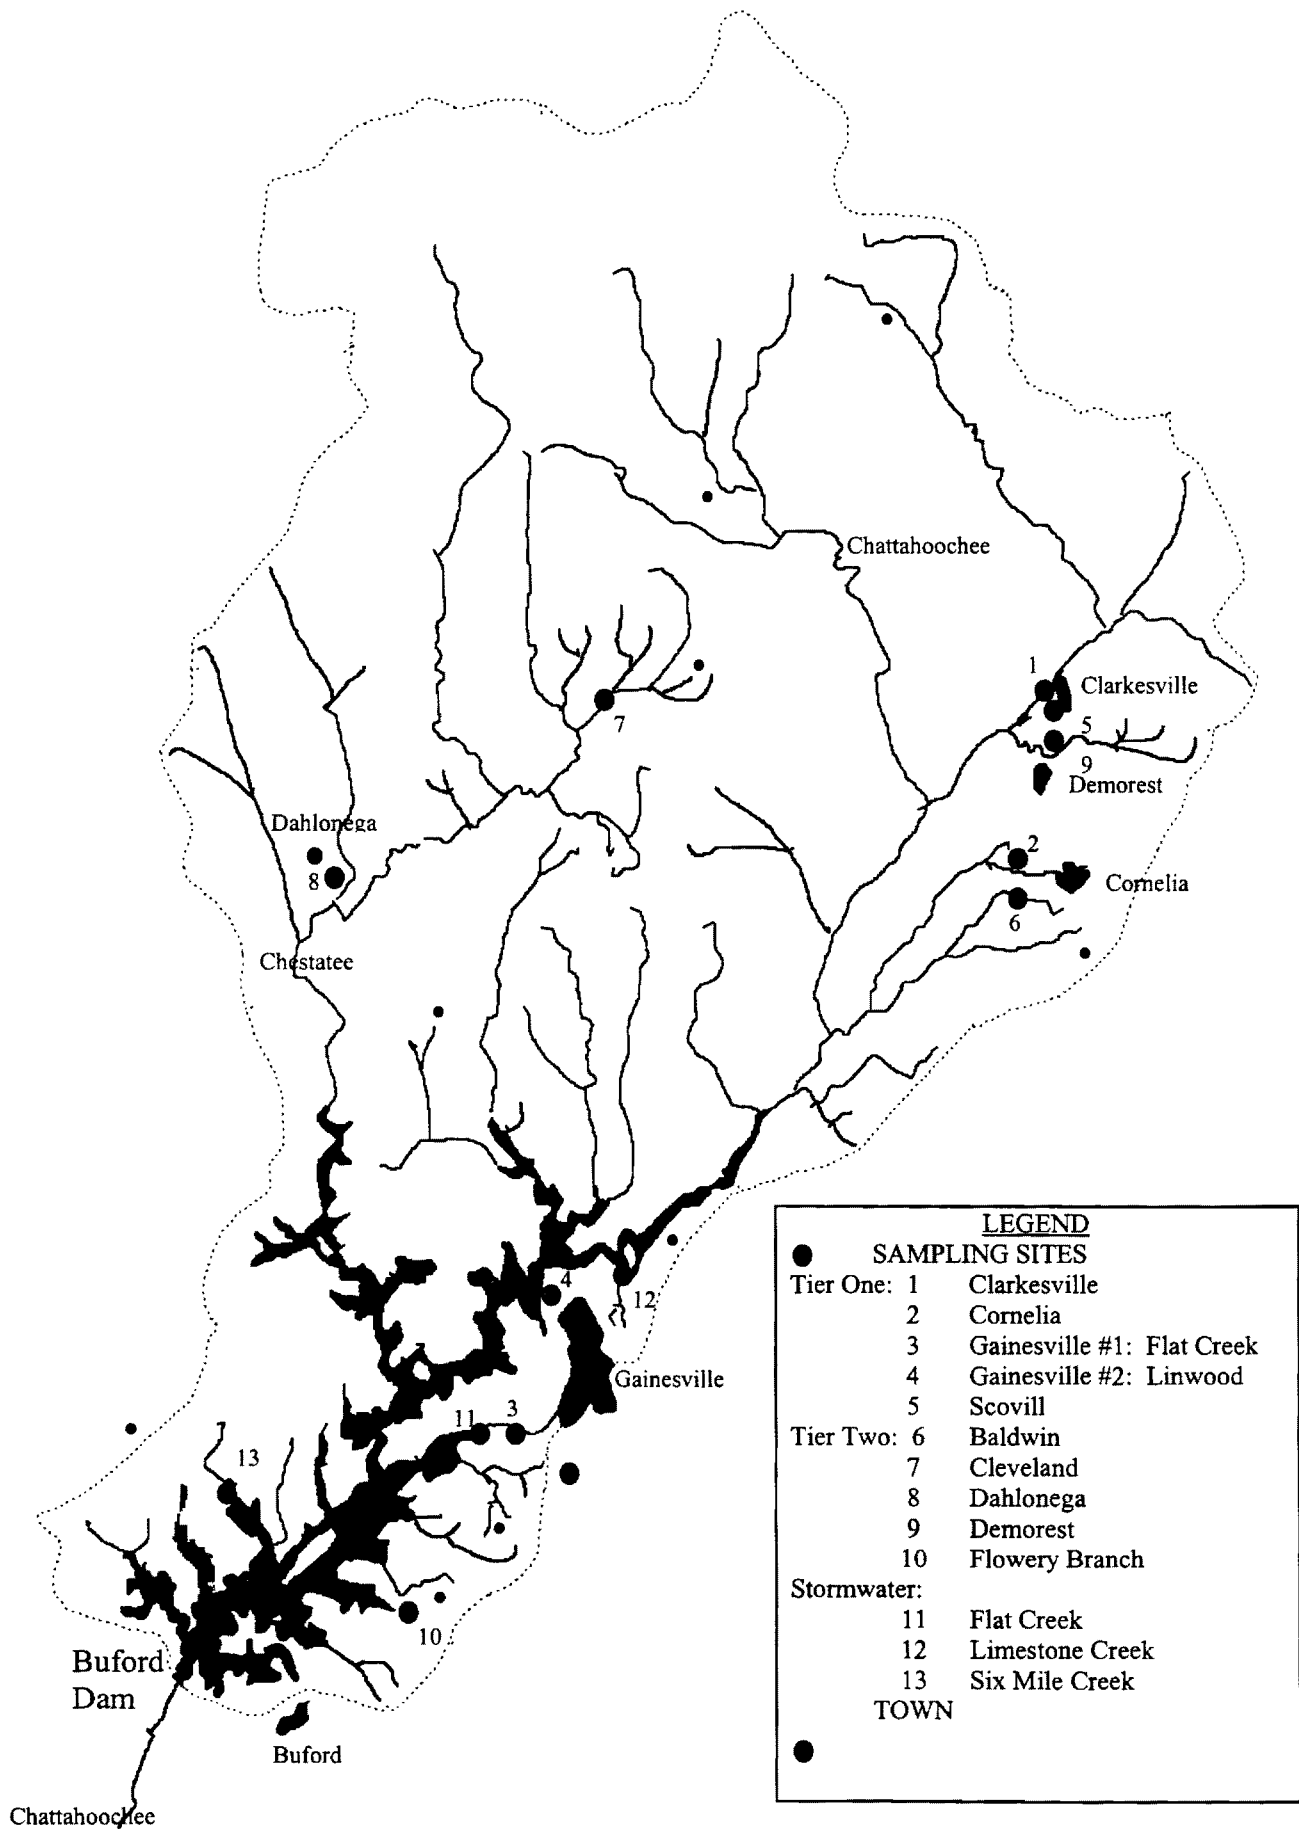 Chattahoochee
1
Clarkesville
5
7
9
Demorest
Dahlonega
2
8
Cornelia
6
Chestatee
4
12
Gainesville
11
3
13
10
Buford
Dam
Buford
Chattahoochee
LEGEND
SAMPLING SITES
Tier One: 1 Clarkesville
2 Cornelia
3 Gainesville #1: Flat Creek
4 Gainesville #2: Linwood
5 Scovill
Tier Two: 6 Baldwin
7 Cleveland
8 Dahlonega
9 Demorest
10 Flowery Branch
Stormwater:
11 Flat Creek
12 Limestone Creek
13 Six Mile Creek
TOWN